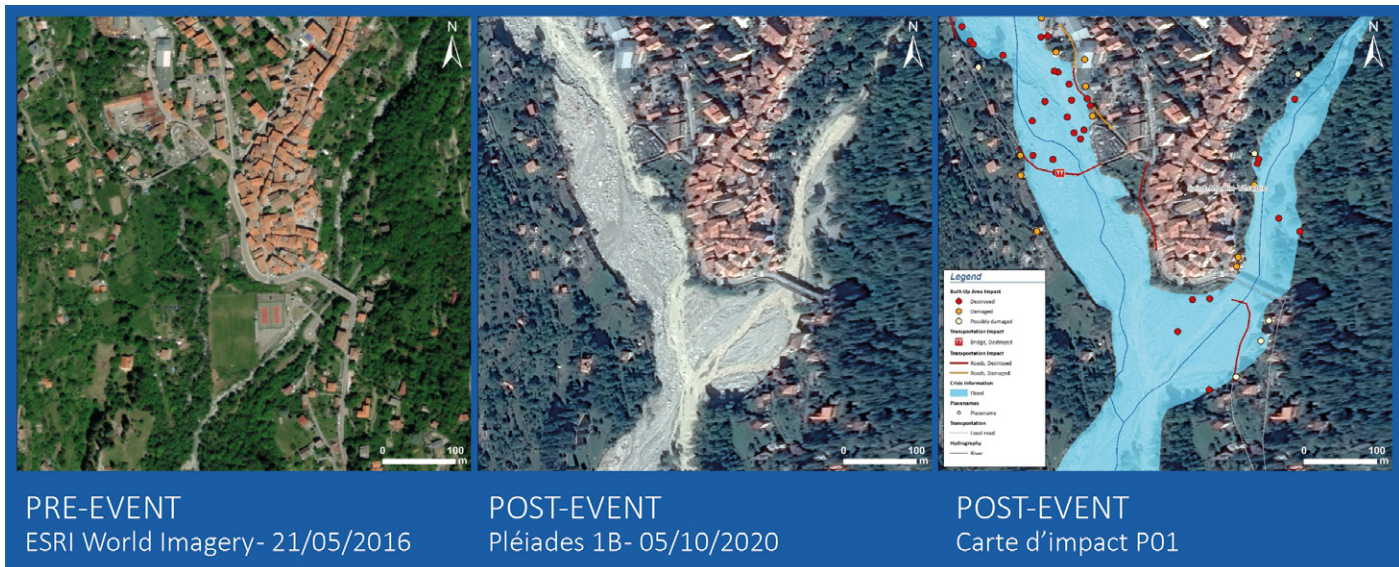 N
0
100
m
PRE-EVENT
ESRI World Imagery- 21/05/2016
N
0
100
m
POST-EVENT
Pléiades 1B- 05/10/2020
N
Legend
Built-Up Area Impact
Destroyed
Damaged
Possibly damaged
Transportation Impact
Bridge, Destroyed
Transportation Impact
Roads, Destroyed
Roads, Damaged
Crisis Information
Flood
Placenames
Placename
Transportation
Local road
Hydrography
River
0
100
m
POST-EVENT
Carte d'impact P01